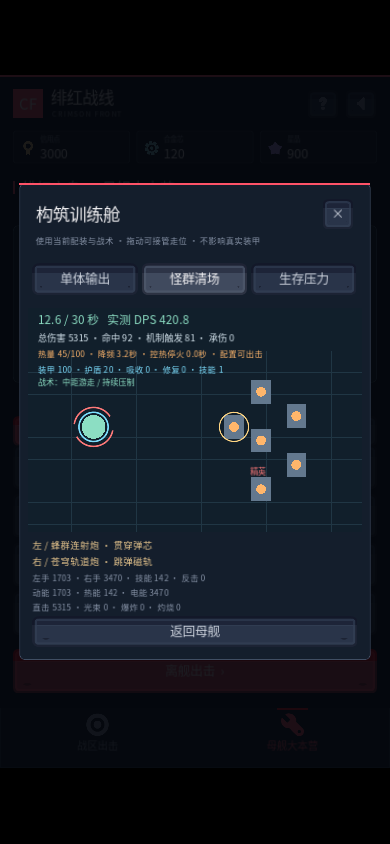 CF 绯红战线
3000
120
900
构筑训练舱
使用当前配装与战术 • 拖动可接管走位 • 不影响真实装甲
单体输出 怪群清场 生存压力
12.6 / 30 秒 实测 DPS 420.8
总伤害 5315 • 命中 92 • 机制触发 81 • 承伤 0
热量 45/100 • 降频 3.2秒 • 控热停火 0.0秒 • 配置可出击
装甲 100 • 护盾 20 • 吸收 0 • 修复 0 • 技能 1
战术：中距游走 / 持续压制
精英
左 / 蜂群连射炮 • 贯穿弹芯
右 / 苍穹轨道炮 • 跳弹磁轨
左手 1703 • 右手 3470 • 技能 142 • 反击 0
动能 1703 • 热能 142 • 电能 3470
直击 5315 • 光束 0 • 爆炸 0 • 灼烧 0
返回母舰